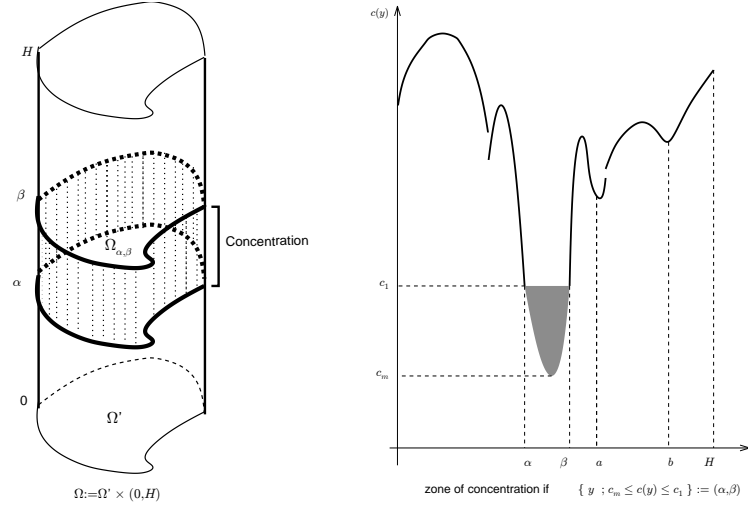 H
β
Ω_{α,β}
Concentration
α
0
Ω'
Ω:=Ω' × (0,H)
c(y)
c_1
c_m
α β a b H
zone of concentration if { y ; c_m ≤ c(y) ≤ c_1 } := (α,β)